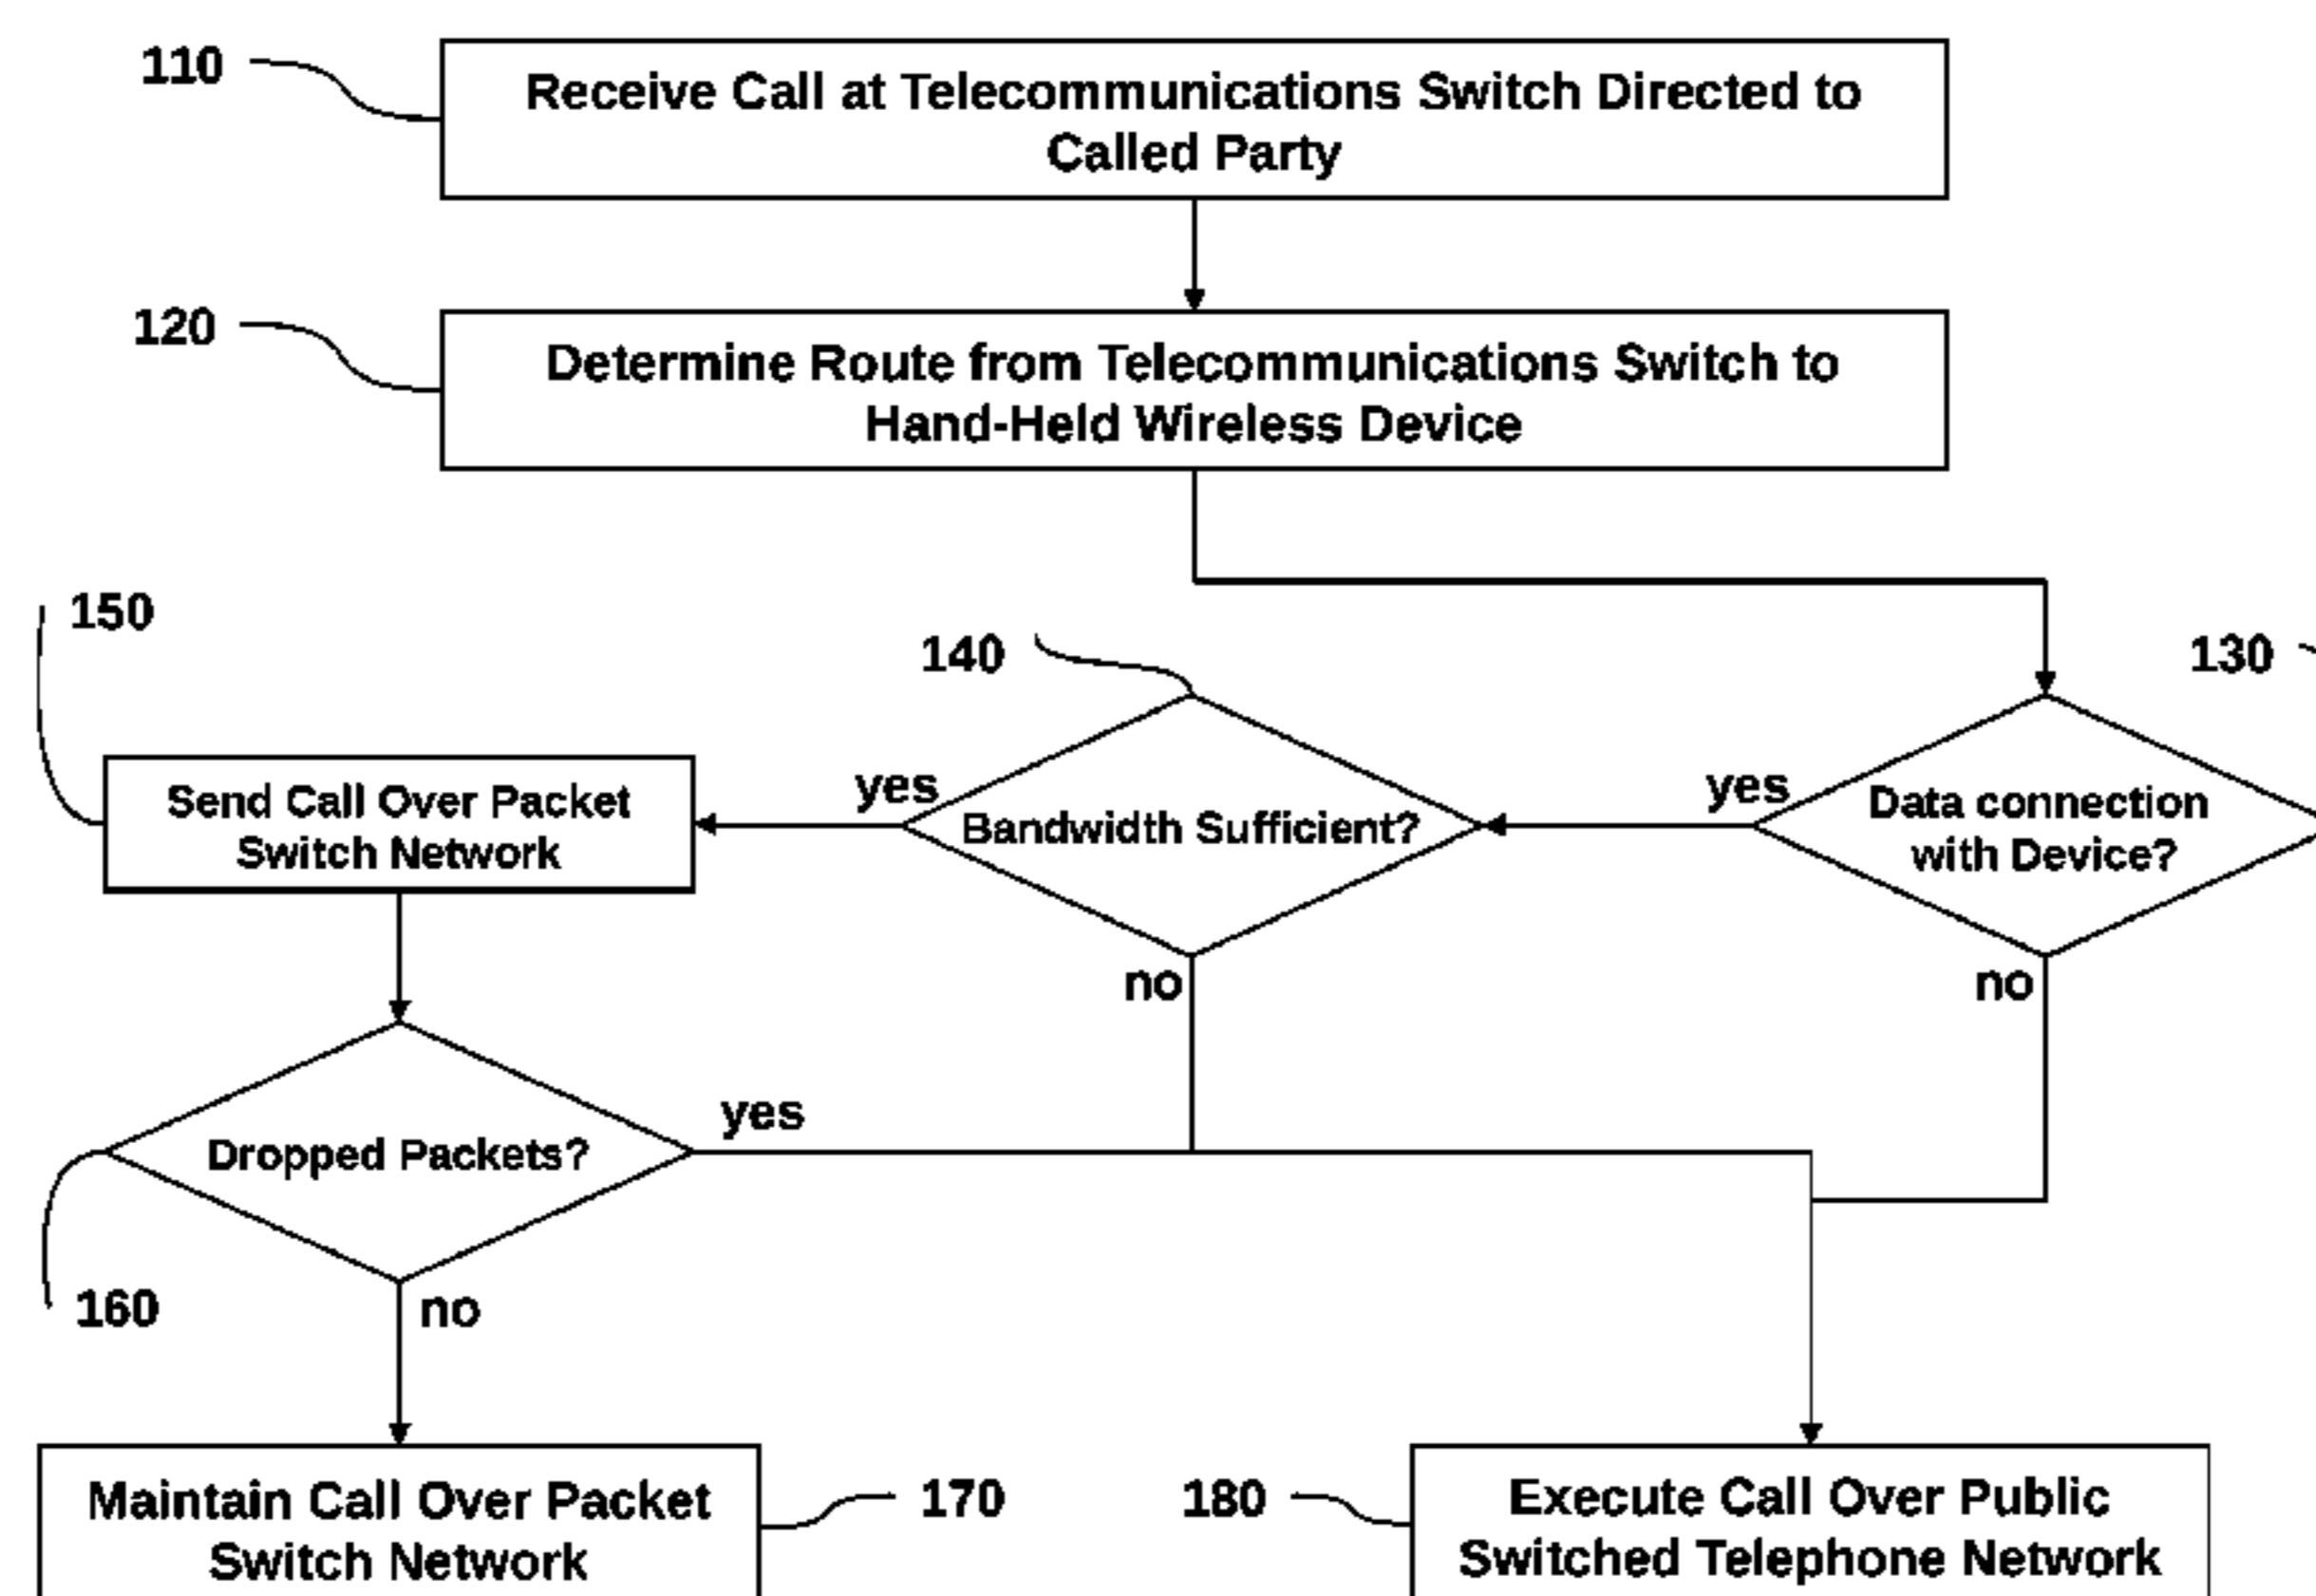 110
Receive Call at Telecommunications Switch Directed to
Called Party
120
Determine Route from Telecommunications Switch to
Hand-Held Wireless Device
150
140
130
Send Call Over Packet
Switch Network
yes
Bandwidth Sufficient?
yes
Data connection
with Device?
no
no
Dropped Packets?
yes
160
no
Maintain Call Over Packet
Switch Network
170
180
Execute Call Over Public
Switched Telephone Network